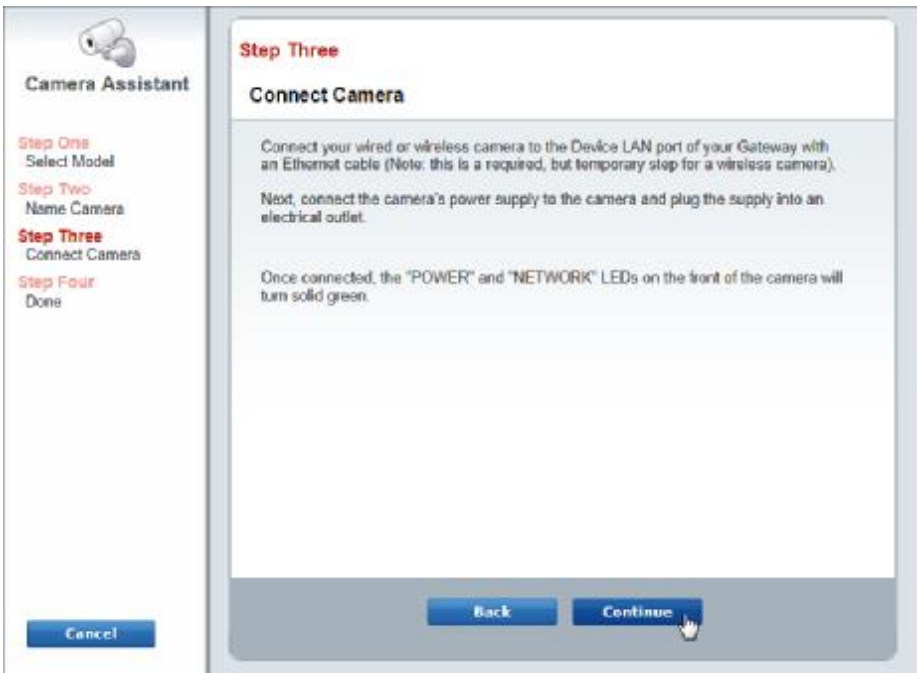 Camera Assistant
Step One
Select Model
Step Two
Name Camera
Step Three
Connect Camera
Step Four
Done
Cancel
Step Three
Connect Camera
Connect your wired or wireless camera to the Device LAN port of your Gateway with
an Ethernet cable (Note: this is a required, but temporary step for a wireless camera).
Next, connect the camera's power supply to the camera and plug the supply into an
electrical outlet.
Once connected, the "POWER" and "NETWORK" LEDs on the front of the camera will
turn solid green.
Back
Continue